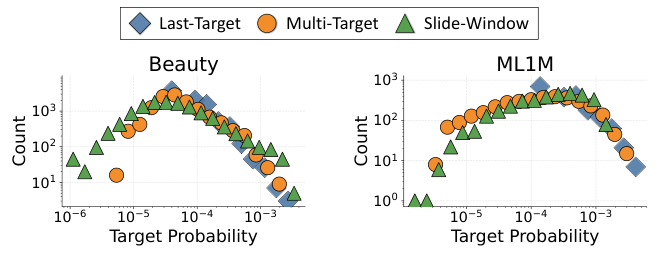 Last-Target Multi-Target Slide-Window
Beauty ML1M
Count
10³
10²
10¹
10⁻⁶ 10⁻⁵ 10⁻⁴ 10⁻³
Target Probability
Count
10³
10²
10¹
10⁰
10⁻⁵ 10⁻⁴ 10⁻³
Target Probability